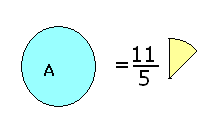 A = 11/5